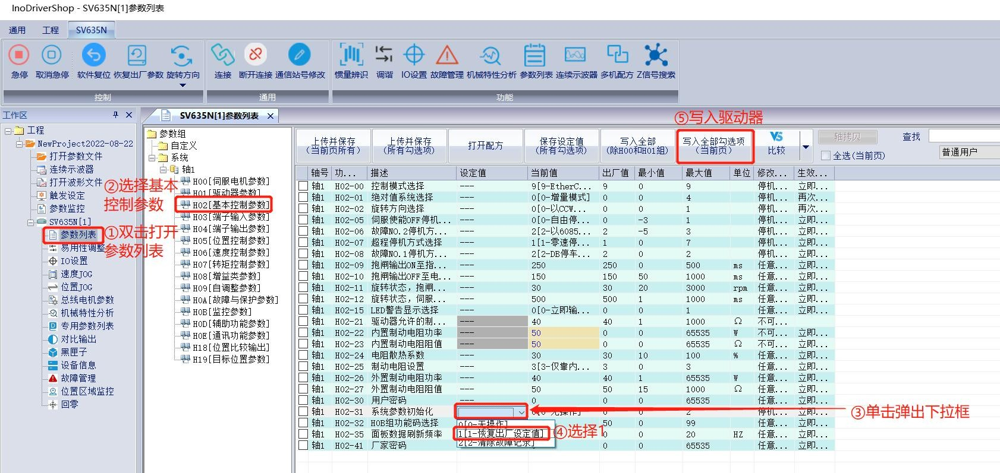 InoDriverShop - SV635N[1]参数列表
通用 工程 SV635N
急停 取消急停 软件复位 恢复出厂参数 旋转方向 连接 断开连接 通信站号修改 惯量辨识 调谐 IO设置 故障管理 机械特性分析 参数列表 连续示波器 多机配方 Z信号搜索
控制 通用 功能
工作区
工程
NewProject2022-08-22
打开参数文件
连续示波器
打开波形文件
触发设定
参数监控
SV635N[1]
参数列表
易用性调整
IO设置
速度JOG
位置JOG
总线电机参数
机械特性分析
专用参数列表
对比输出
黑匣子
设备信息
故障管理
位置区域监控
回零
②选择基本
控制参数
①双击打开
参数列表
SV635N[1]参数列表
参数组
自定义
系统
轴1
H00[伺服电机参数]
H01[驱动器参数]
H02[基本控制参数]
H03[端子输入参数]
H04[端子输出参数]
H05[位置控制参数]
H06[速度控制参数]
H07[转矩控制参数]
H08[增益类参数]
H09[自调整参数]
H0A[故障与保护参数]
H0B[监控参数]
H0D[辅助功能参数]
H0E[通讯功能参数]
H18[位置比较输出]
H19[目标位置参数]
⑤写入驱动器
上传并保存
(当前页所有)
上传并保存
(所有勾选项)
打开配方
保存设定值
(所有勾选项)
写入全部
(除H00和H01组)
写入全部勾选项
(当前页)
VS
比较
轴拷贝
全选(当前页)
查找
普通用户
轴号 功... 描述 设定值 当前值 出厂值 最小值 最大值 单位 修改... 生效...
轴1 H02-00 控制模式选择 --- 9[9-EtherC... 9 0 9 停机... 立即...
轴1 H02-01 绝对值系统选择 --- 0[0-增量模式] 0 0 4 停机... 再次...
轴1 H02-02 旋转方向选择 --- 0[0-以CCW... 0 0 1 停机... 再次...
轴1 H02-05 伺服使能OFF停机... --- 0[0-自由停... 0 -3 1 停机... 立即...
轴1 H02-06 故障NO.2停机方... --- 2[2-以6085... 2 -5 3 停机... 立即...
轴1 H02-07 超程停机方式选择 --- 1[1-零速停... 1 0 7 停机... 立即...
轴1 H02-08 故障NO.1停机方... --- 2[2-DB停车... 2 0 2 停机... 立即...
轴1 H02-09 抱闸输出ON至指... --- 250 250 0 500 ms 任意... 立即...
轴1 H02-10 抱闸输出OFF至电... --- 150 150 50 1000 ms 任意... 立即...
轴1 H02-11 旋转状态，抱闸... --- 30 30 20 3000 rpm 任意... 立即...
轴1 H02-12 旋转状态，伺服... --- 500 500 1 1000 ms 任意... 立即...
轴1 H02-15 LED警告显示选择 --- 0[0-立即输... 0 0 1 任意... 立即...
轴1 H02-21 驱动器允许的制... --- 40 40 1 1000 Ω 不可...
轴1 H02-22 内置制动电阻功率 --- 50 0 0 65535 W 不可... 立即...
轴1 H02-23 内置制动电阻阻值 --- 50 0 0 65535 Ω 不可... 立即...
轴1 H02-24 电阻散热系数 --- 30 30 10 100 % 任意... 立即...
轴1 H02-25 制动电阻设置 --- 3[3-仅靠内... 3 0 3 任意... 立即...
轴1 H02-26 外置制动电阻功率 --- 40 40 1 65535 W 任意... 立即...
轴1 H02-27 外置制动电阻阻值 --- 50 50 15 1000 Ω 任意... 立即...
轴1 H02-30 用户密码 --- 0 0 0 65535 任意... 立即...
轴1 H02-31 系统参数初始化 0[0-无操作] 0 0 2 停机... 立即...
轴1 H02-32 H0B组功能码选择 50 0 99 任意... 立即...
轴1 H02-35 面板数据刷新频率 0 0 20 HZ 任意... 立即...
轴1 H02-41 厂家密码 0 0 65535 任意... 立即...
0[0-无操作]
1[1-恢复出厂设定值]
2[2-清除故障记录]
③单击弹出下拉框
④选择1